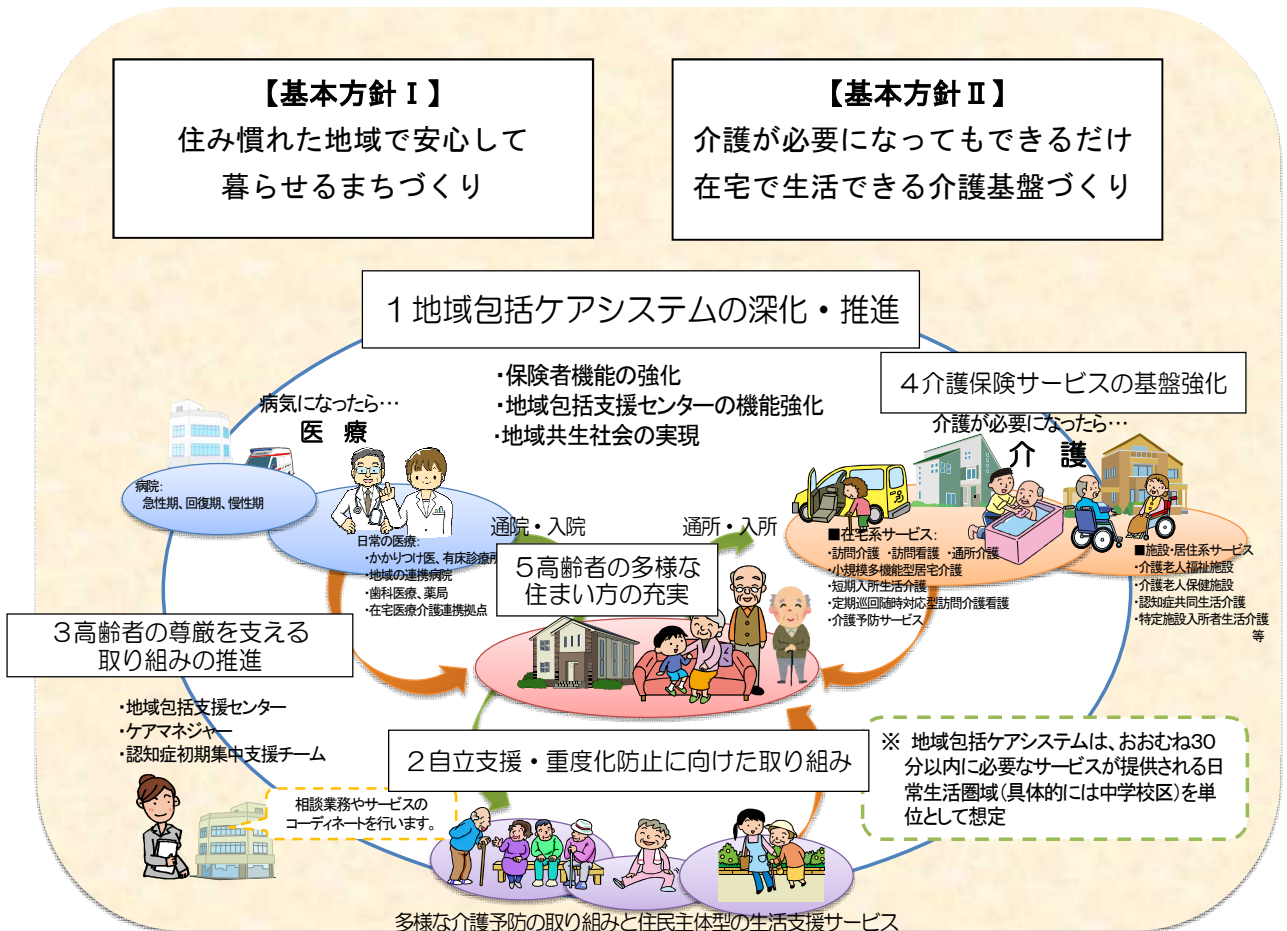 【基本方針Ⅰ】
住み慣れた地域で安心して
暮らせるまちづくり
【基本方針Ⅱ】
介護が必要になってもできるだけ
在宅で生活できる介護基盤づくり
1地域包括ケアシステムの深化・推進
・保険者機能の強化
・地域包括支援センターの機能強化
・地域共生社会の実現
4介護保険サービスの基盤強化
病気になったら…
医 療
病院:
急性期、回復期、慢性期
日常の医療:
・かかりつけ医、有床診療所
・地域の連携病院
・歯科医療、薬局
・在宅医療介護連携拠点
通院・入院
通所・入所
介護が必要になったら…
介 護
■在宅系サービス:
・訪問介護 ・訪問看護 ・通所介護
・小規模多機能型居宅介護
・短期入所生活介護
・定期巡回随時対応型訪問介護看護
・介護予防サービス
■施設・居住系サービス
・介護老人福祉施設
・介護老人保健施設
・認知症共同生活介護
・特定施設入所者生活介護
等
5高齢者の多様な
住まい方の充実
3高齢者の尊厳を支える
取り組みの推進
・地域包括支援センター
・ケアマネジャー
・認知症初期集中支援チーム
相談業務やサービスの
コーディネートを行います。
2自立支援・重度化防止に向けた取り組み
※ 地域包括ケアシステムは、おおむね30
分以内に必要なサービスが提供される日
常生活圏域(具体的には中学校区)を単
位として想定
多様な介護予防の取り組みと住民主体型の生活支援サービス